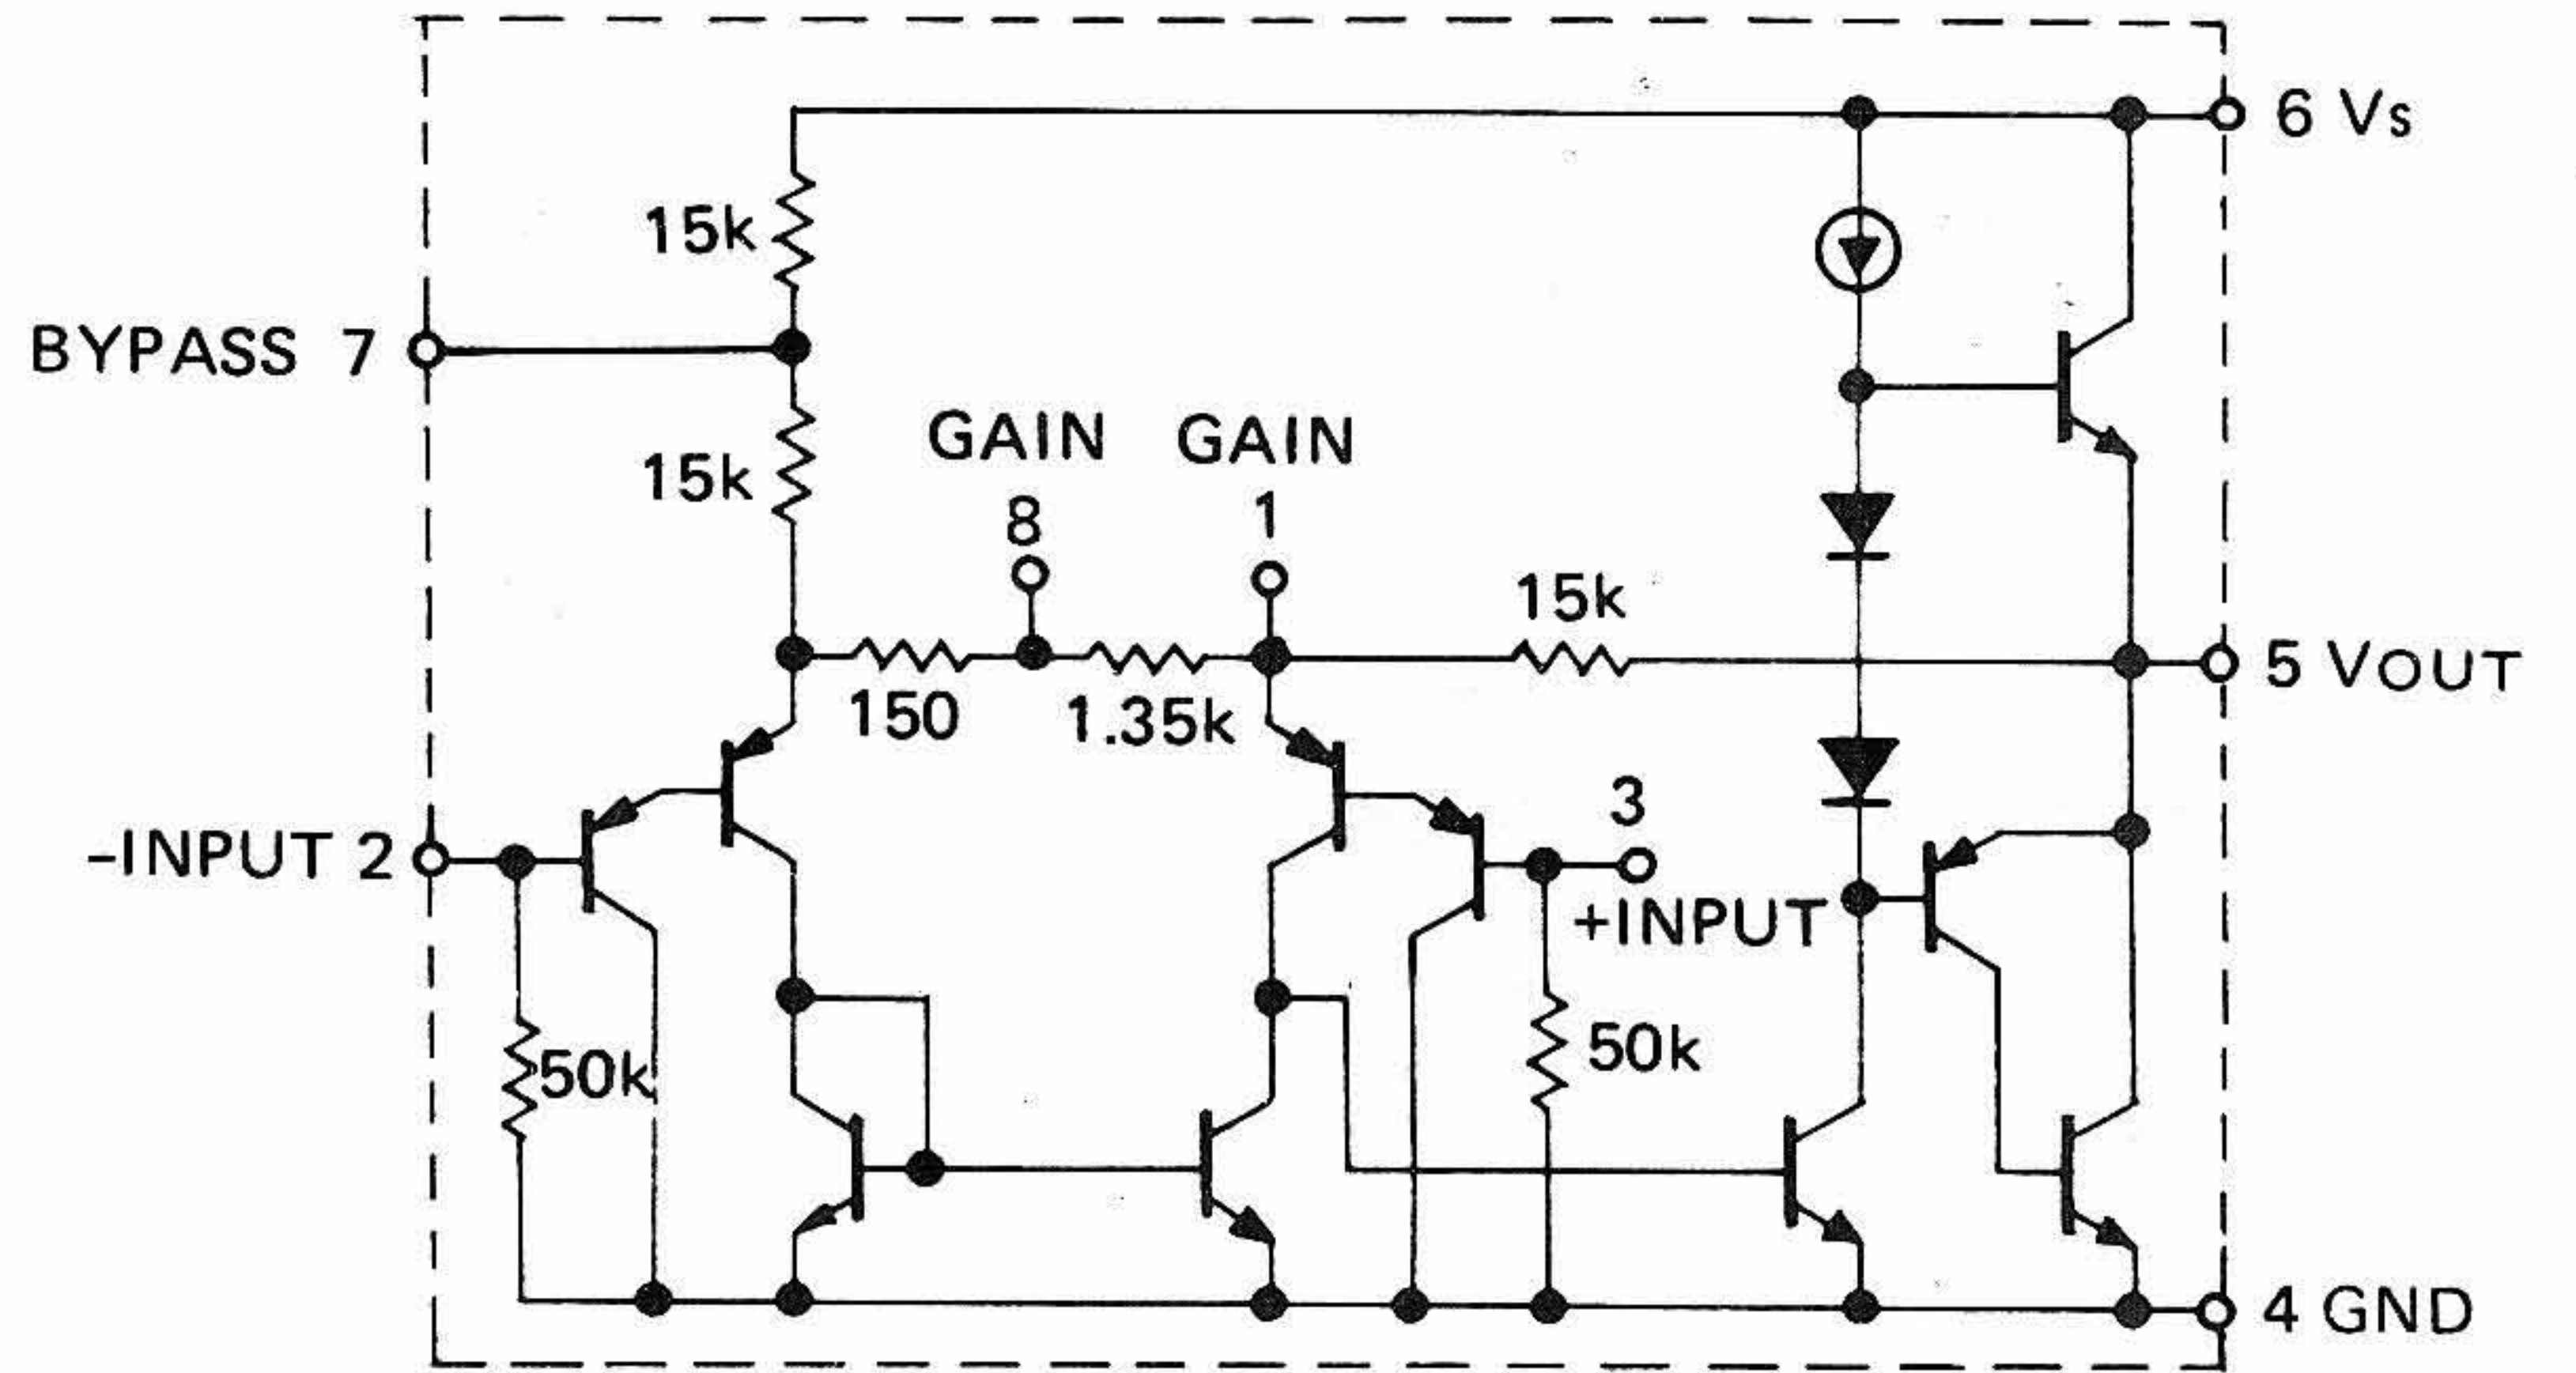 6 Vs
15k
BYPASS 7
15k
GAIN
8
GAIN
1
15k
5 VOUT
150
1.35k
-INPUT 2
3
+INPUT
50k
50k
4 GND